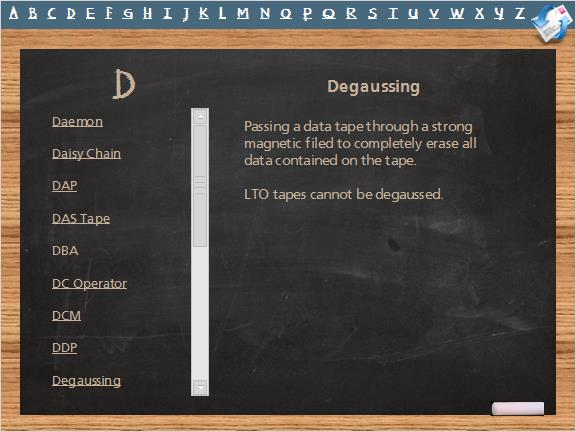 A B C D E F G H I J K L M N O P Q R S T U V W X Y Z
D
Daemon
Daisy Chain
DAP
DAS Tape
DBA
DC Operator
DCM
DDP
Degaussing
Degaussing
Passing a data tape through a strong
magnetic filed to completely erase all
data contained on the tape.
LTO tapes cannot be degaussed.